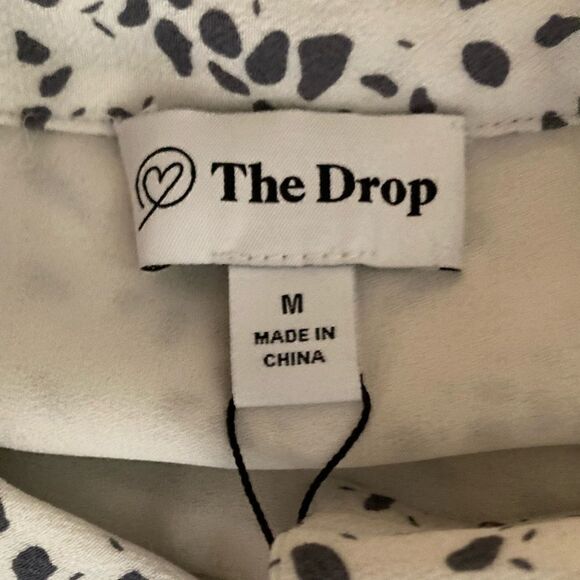 The Drop
M
MADE IN
CHINA